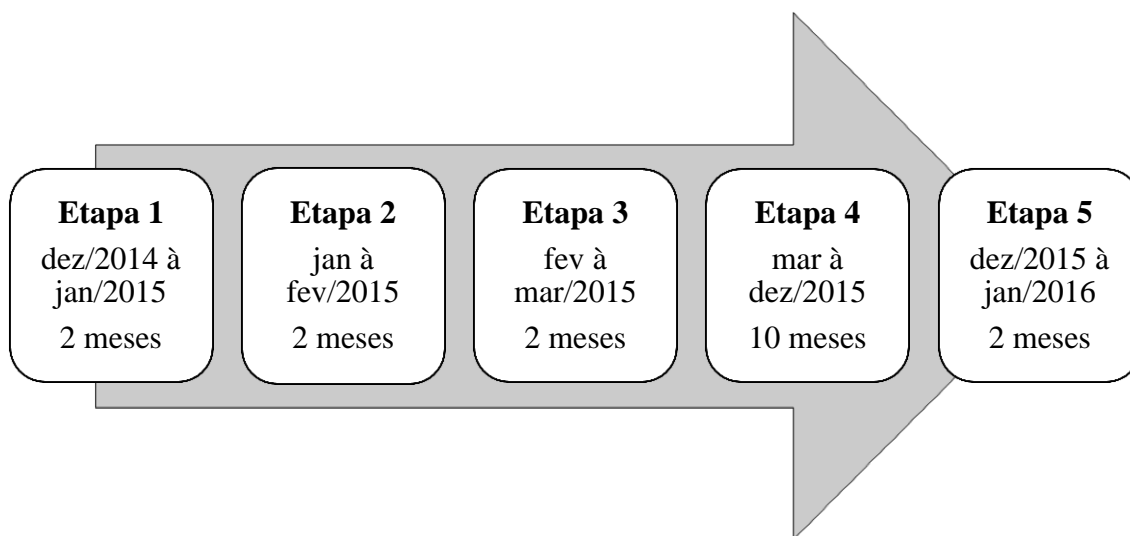 Etapa 1
dez/2014 à
jan/2015
2 meses
Etapa 2
jan à
fev/2015
2 meses
Etapa 3
fev à
mar/2015
2 meses
Etapa 4
mar à
dez/2015
10 meses
Etapa 5
dez/2015 à
jan/2016
2 meses